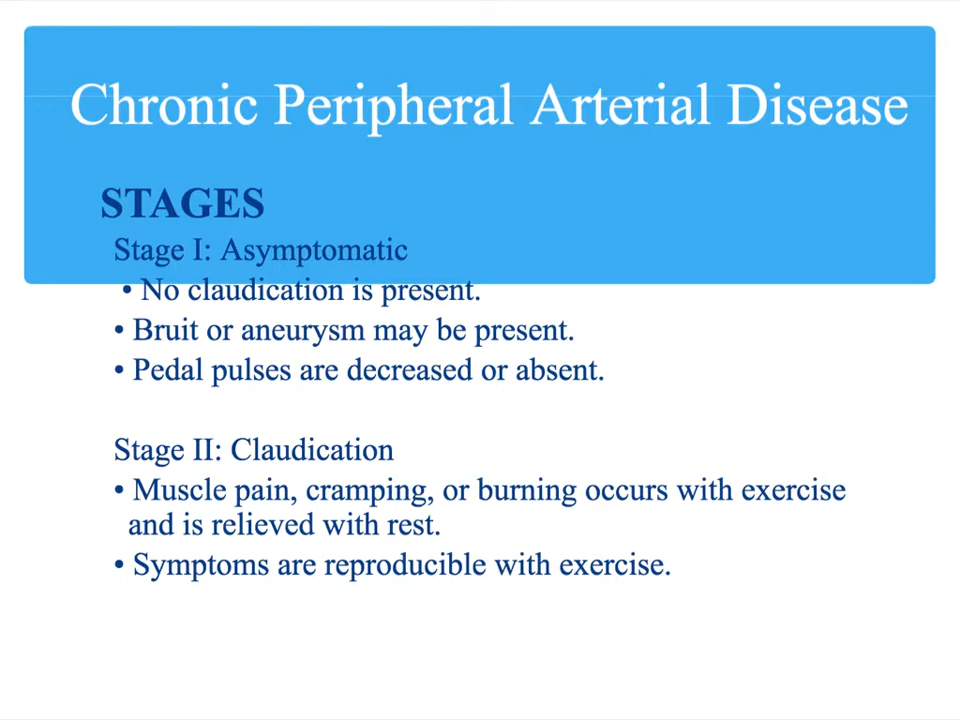 Chronic Peripheral Arterial Disease
STAGES
Stage I: Asymptomatic
• No claudication is present.
• Bruit or aneurysm may be present.
• Pedal pulses are decreased or absent.
Stage II: Claudication
• Muscle pain, cramping, or burning occurs with exercise
and is relieved with rest.
• Symptoms are reproducible with exercise.